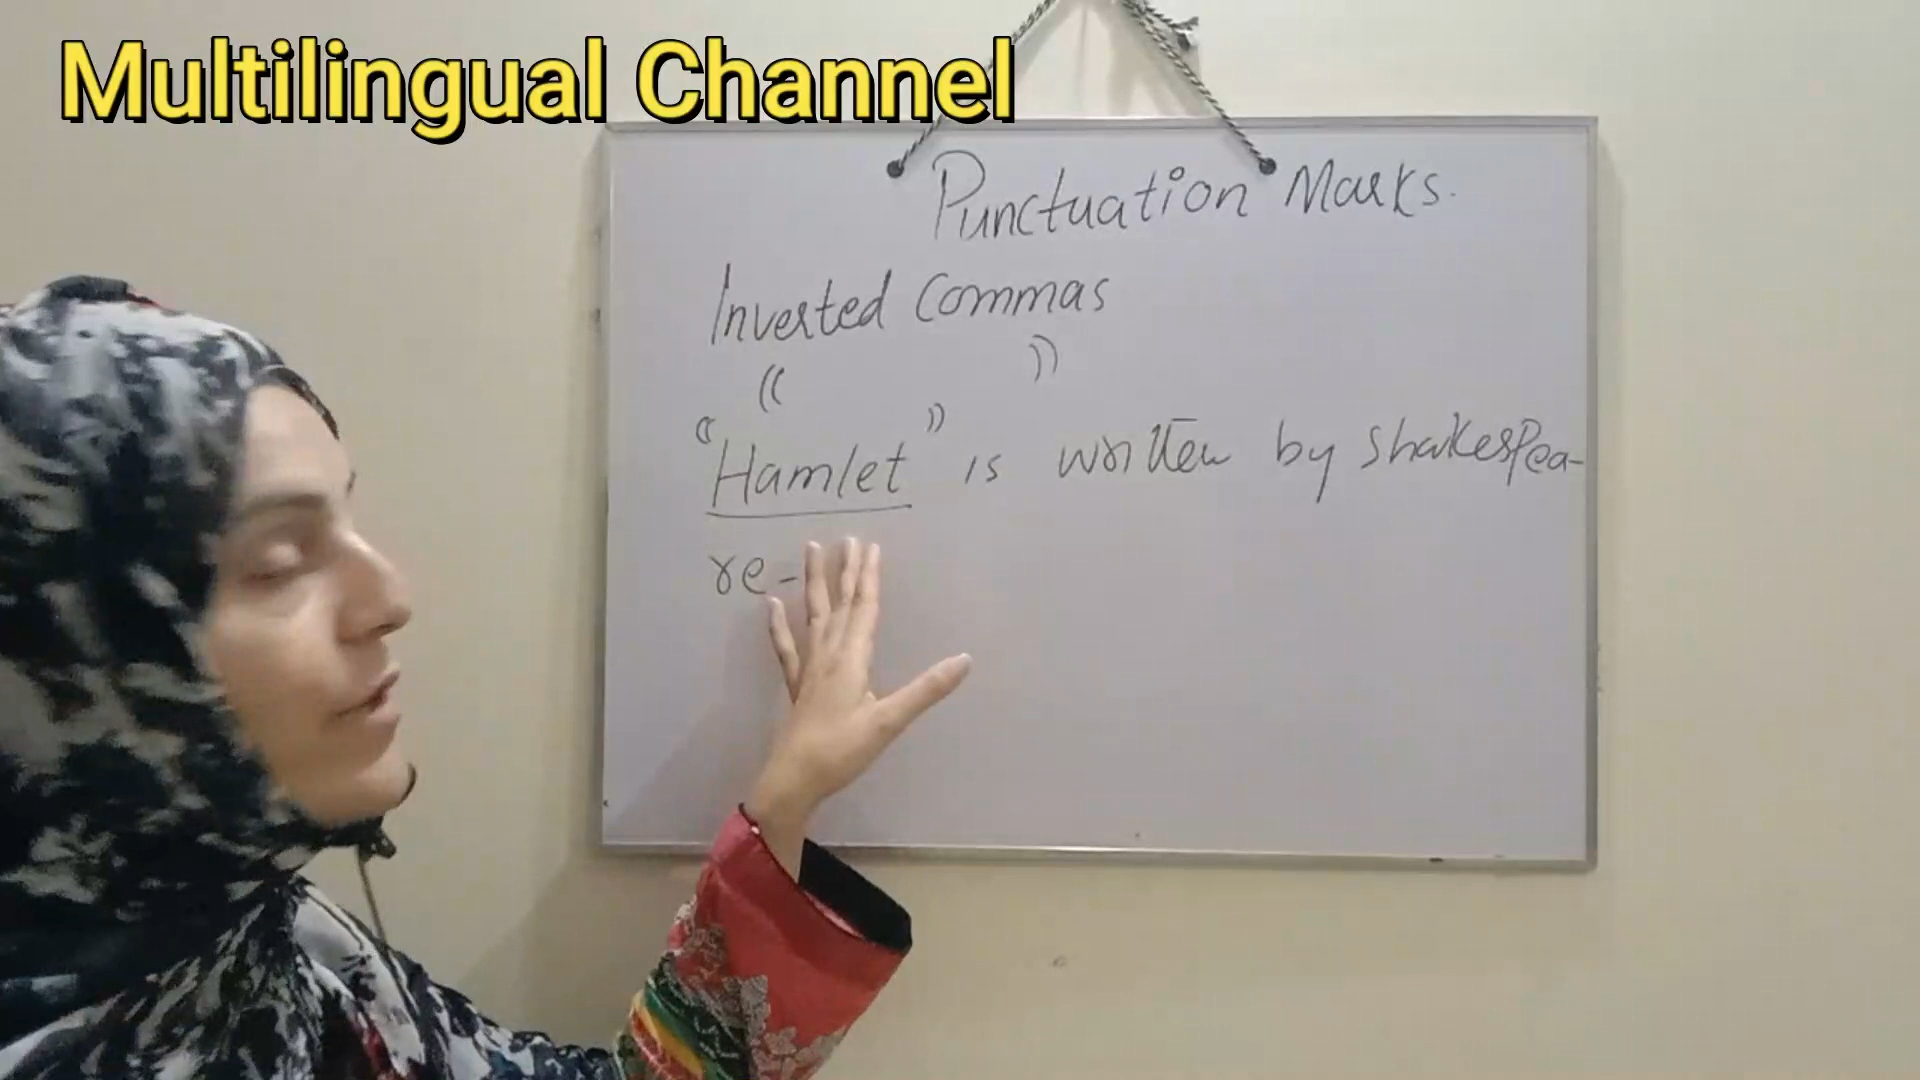 Multilingual Channel
Punctuation Marks.
Inverted Commas
“ ”
“Hamlet” is written by Shakespea-
re-